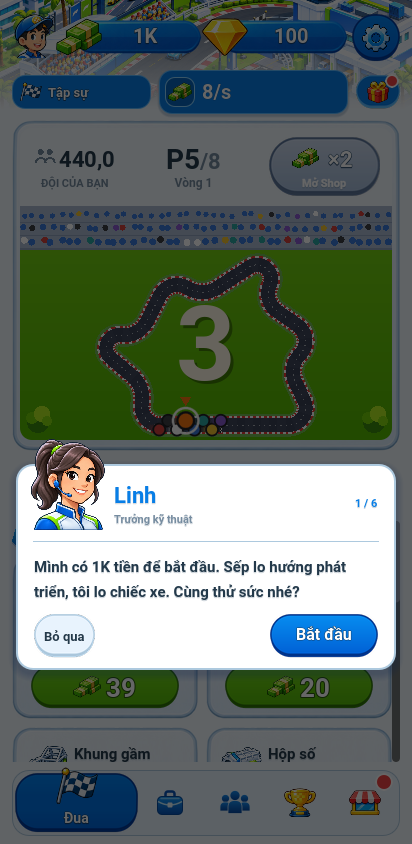 1K
100
Tập sự
8/s
440,0
ĐỘI CỦA BẠN
P5/8
Vòng 1
×2
Mở Shop
3
Linh
Trưởng kỹ thuật
1 / 6
Mình có 1K tiền để bắt đầu. Sếp lo hướng phát
triển, tôi lo chiếc xe. Cùng thử sức nhé?
Bỏ qua
Bắt đầu
39
20
Khung gầm
Hộp số
Đua